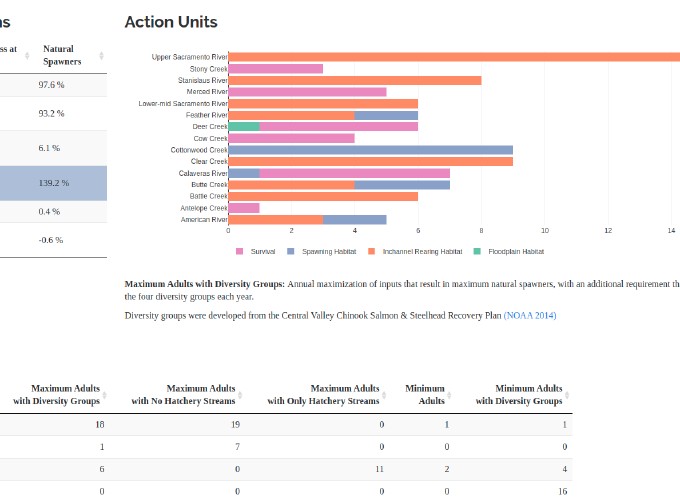 ns
Action Units
ss at
Natural
Spawners
97.6 %
93.2 %
6.1 %
139.2 %
0.4 %
-0.6 %
Upper Sacramento River
Stony Creek
Stanislaus River
Merced River
Lower-mid Sacramento River
Feather River
Deer Creek
Cow Creek
Cottonwood Creek
Clear Creek
Calaveras River
Butte Creek
Battle Creek
Antelope Creek
American River
0 2 4 6 8 10 12 14
Survival Spawning Habitat Inchannel Rearing Habitat Floodplain Habitat
Maximum Adults with Diversity Groups: Annual maximization of inputs that result in maximum natural spawners, with an additional requirement th
the four diversity groups each year.
Diversity groups were developed from the Central Valley Chinook Salmon & Steelhead Recovery Plan (NOAA 2014)
Maximum Adults Maximum Adults Maximum Adults Minimum Minimum Adults
with Diversity Groups with No Hatchery Streams with Only Hatchery Streams Adults with Diversity Groups
18 19 0 1 1
1 7 0 0 0
6 0 11 2 4
0 0 0 0 16